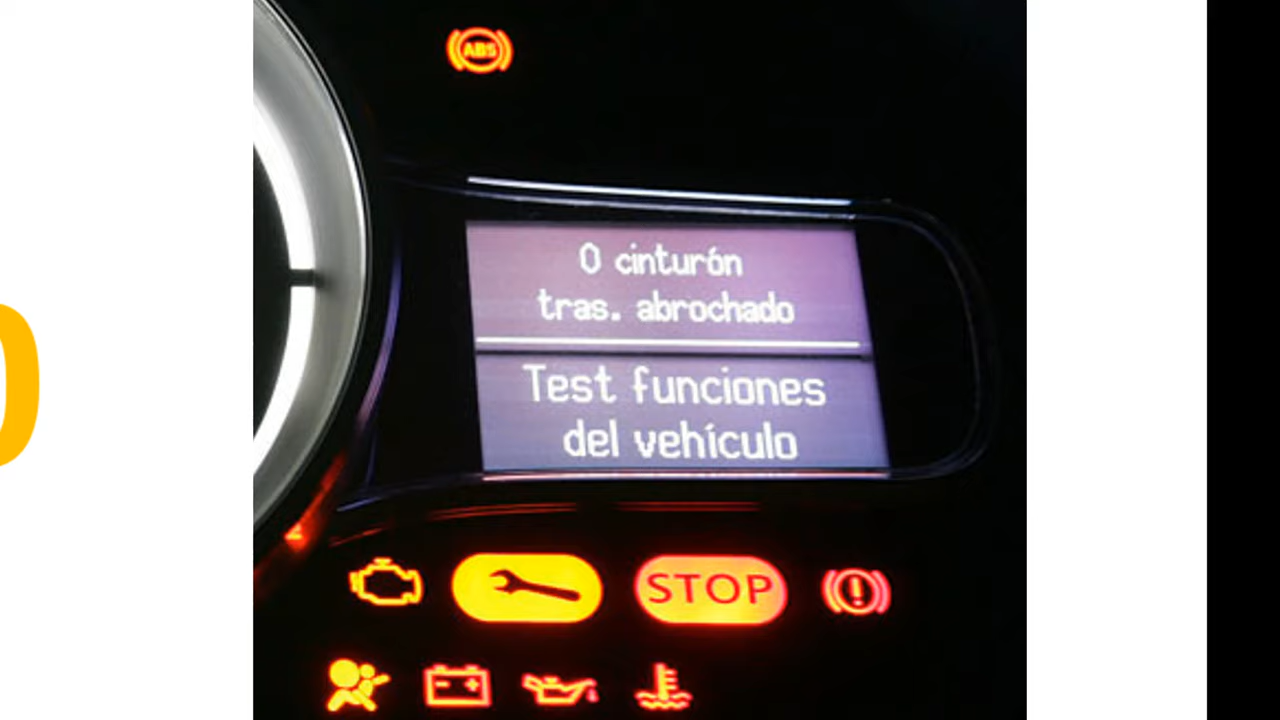 ABS
0 cinturón
tras. abrochado
Test funciones
del vehículo
STOP